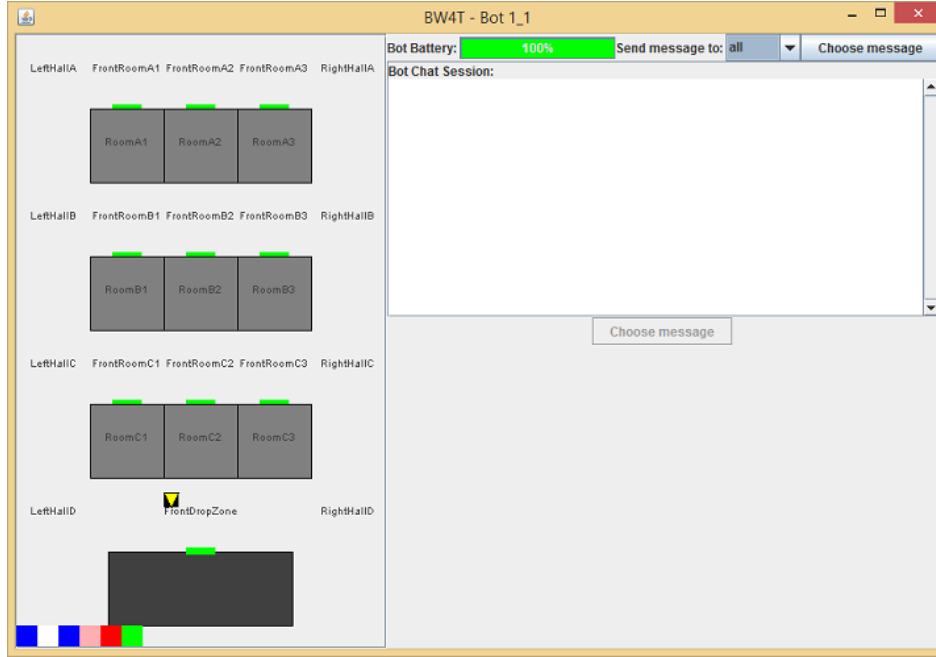 BW4T - Bot 1_1
Bot Battery: 100% Send message to: all Choose message
Bot Chat Session:
LeftHallA FrontRoomA1 FrontRoomA2 FrontRoomA3 RightHallA
RoomA1 RoomA2 RoomA3
LeftHallB FrontRoomB1 FrontRoomB2 FrontRoomB3 RightHallB
RoomB1 RoomB2 RoomB3
Choose message
LeftHallC FrontRoomC1 FrontRoomC2 FrontRoomC3 RightHallC
RoomC1 RoomC2 RoomC3
LeftHallD FrontDropZone RightHallD